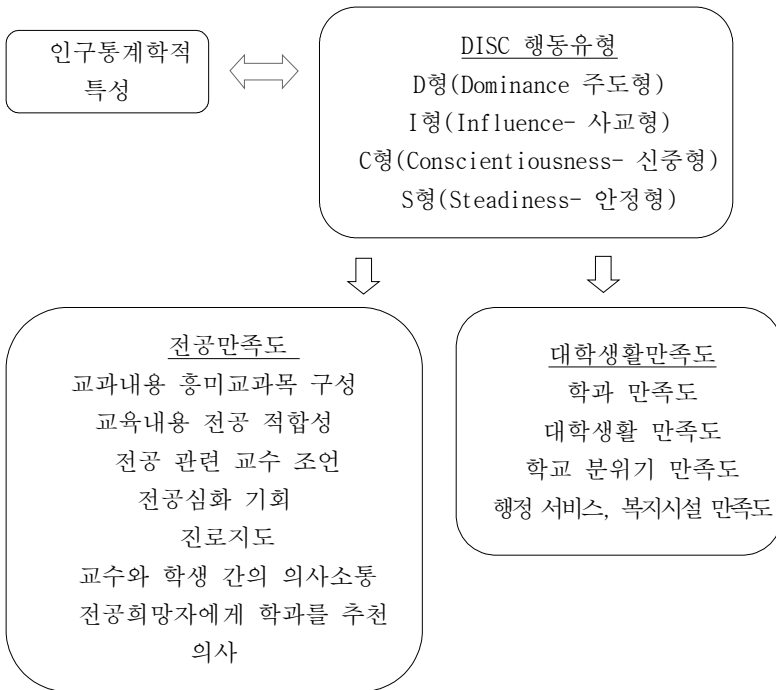 인구통계학적
특성
DISC 행동유형
D형(Dominance 주도형)
I형(Influence- 사교형)
C형(Conscientiousness- 신중형)
S형(Steadiness- 안정형)
전공만족도
교과내용 흥미교과목 구성
교육내용 전공 적합성
전공 관련 교수 조언
전공심화 기회
진로지도
교수와 학생 간의 의사소통
전공희망자에게 학과를 추천
의사
대학생활만족도
학과 만족도
대학생활 만족도
학교 분위기 만족도
행정 서비스, 복지시설 만족도